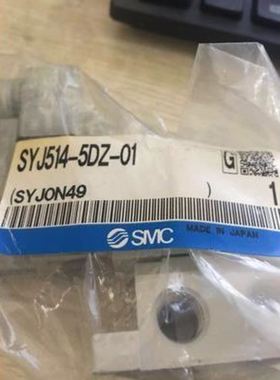 SYJ514-5DZ-01
G
(SYJON49 ) 1
SMC
MADE IN JAPAN